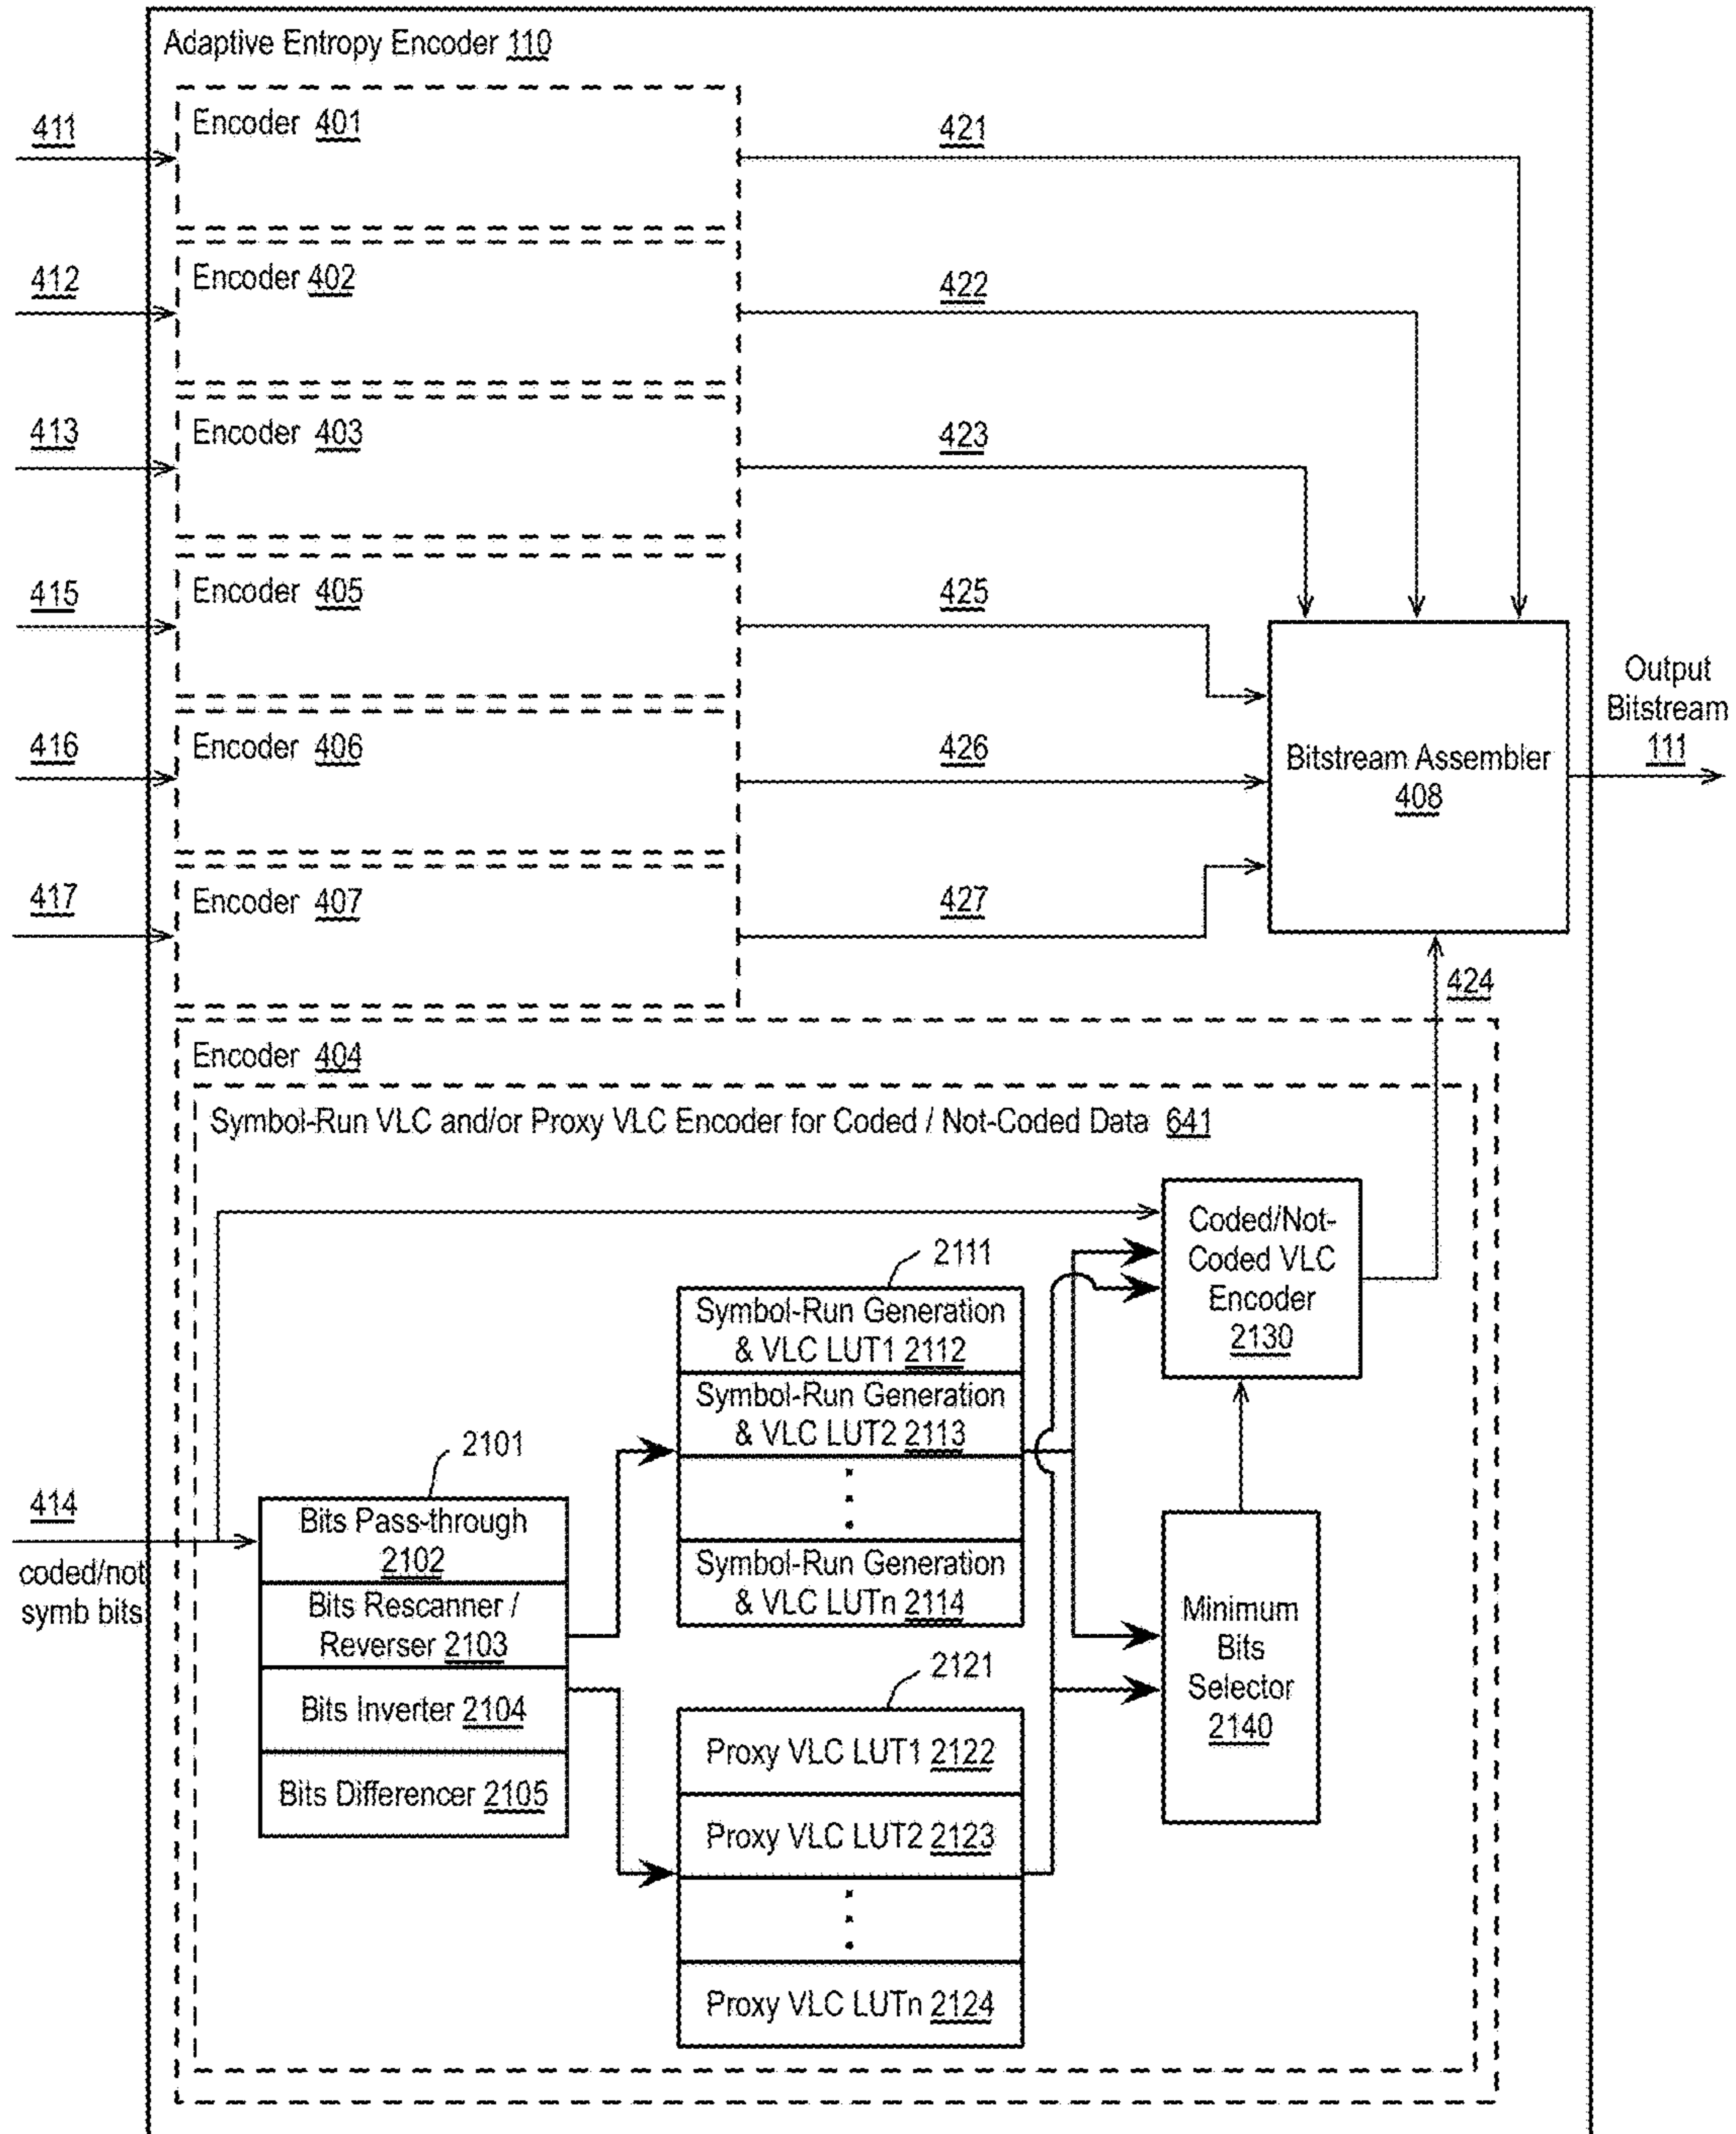 Adaptive Entropy Encoder 110
411
Encoder 401
421
412
Encoder 402
422
413
Encoder 403
423
415
Encoder 405
425
416
Encoder 406
426
417
Encoder 407
427
Bitstream Assembler
408
Output
Bitstream
111
424
Encoder 404
Symbol-Run VLC and/or Proxy VLC Encoder for Coded / Not-Coded Data 641
414
coded/not
symb bits
2101
Bits Pass-through
2102
Bits Rescanner /
Reverser 2103
Bits Inverter 2104
Bits Differencer 2105
2111
Symbol-Run Generation
& VLC LUT1 2112
Symbol-Run Generation
& VLC LUT2 2113
Symbol-Run Generation
& VLC LUTn 2114
2121
Proxy VLC LUT1 2122
Proxy VLC LUT2 2123
Proxy VLC LUTn 2124
Coded/Not-
Coded VLC
Encoder
2130
Minimum
Bits
Selector
2140